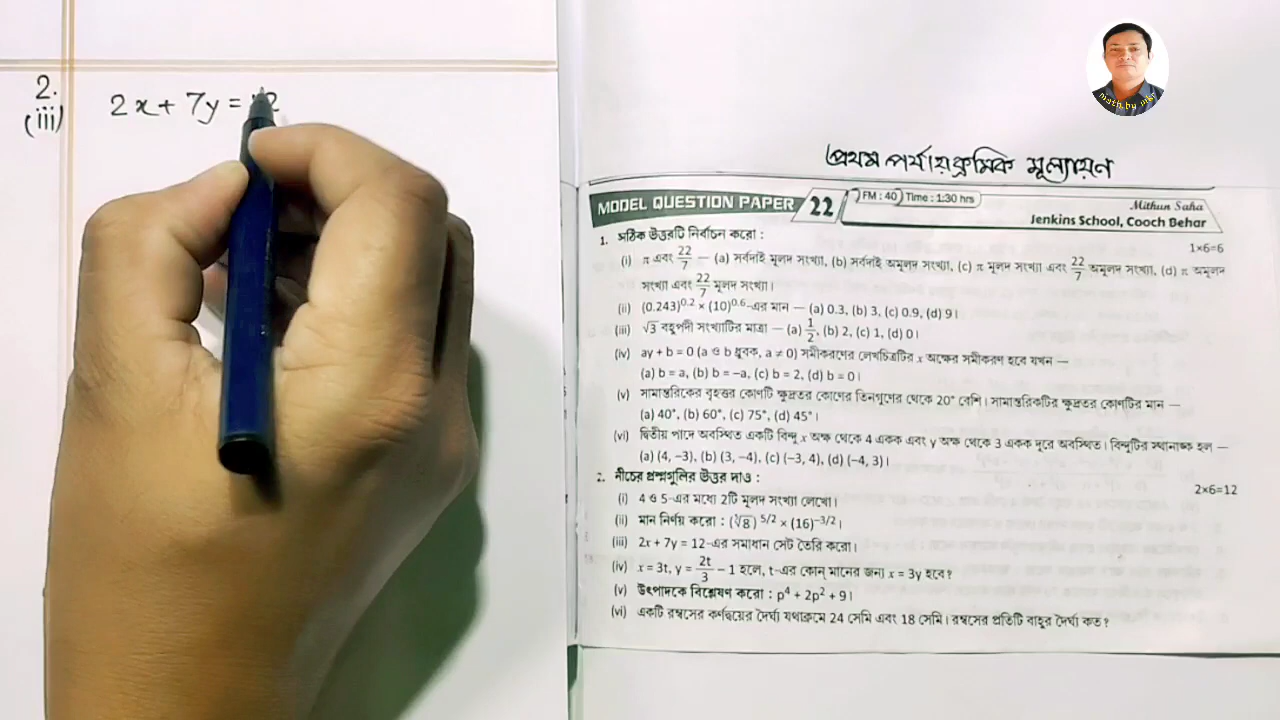 2.
(iii) 2x + 7y = 12
math by mkr
প্রথম পর্যায়ক্রমিক মূল্যায়ন
MODEL QUESTION PAPER 22 FM : 40 Time : 1:30 hrs
Mithun Saha
Jenkins School, Cooch Behar
1. সঠিক উত্তরটি নির্বাচন করো : 1×6=6
(i) π এবং 22/7 — (a) সর্বদাই মূলদ সংখ্যা, (b) সর্বদাই অমূলদ সংখ্যা, (c) π মূলদ সংখ্যা এবং 22/7 অমূলদ সংখ্যা, (d) π অমূলদ
সংখ্যা এবং 22/7 মূলদ সংখ্যা।
(ii) (0.243)^0.2 × (10)^0.6-এর মান — (a) 0.3, (b) 3, (c) 0.9, (d) 9।
(iii) √3 বহুপদী সংখ্যাটির মাত্রা — (a) 1/2, (b) 2, (c) 1, (d) 0।
(iv) ay + b = 0 (a ও b ধ্রুবক, a ≠ 0) সমীকরণের লেখচিত্রটির x অক্ষের সমীকরণ হবে যখন —
(a) b = a, (b) b = −a, (c) b = 2, (d) b = 0।
(v) সামান্তরিকের বৃহত্তর কোণটি ক্ষুদ্রতর কোণের তিনগুণের থেকে 20° বেশি। সামান্তরিকটির ক্ষুদ্রতর কোণটির মান —
(a) 40°, (b) 60°, (c) 75°, (d) 45°।
(vi) দ্বিতীয় পাদে অবস্থিত একটি বিন্দু x অক্ষ থেকে 4 একক এবং y অক্ষ থেকে 3 একক দূরে অবস্থিত। বিন্দুটির স্থানাঙ্ক হল —
(a) (4, −3), (b) (3, −4), (c) (−3, 4), (d) (−4, 3)।
2. নীচের প্রশ্নগুলির উত্তর দাও : 2×6=12
(i) 4 ও 5-এর মধ্যে 2টি মূলদ সংখ্যা লেখো।
(ii) মান নির্ণয় করো : (∛8)^5/2 × (16)^−3/2।
(iii) 2x + 7y = 12-এর সমাধান সেট তৈরি করো।
(iv) x = 3t, y = 2t/3 − 1 হলে, t-এর কোন্ মানের জন্য x = 3y হবে?
(v) উৎপাদকে বিশ্লেষণ করো : p⁴ + 2p² + 9।
(vi) একটি রম্বসের কর্ণদ্বয়ের দৈর্ঘ্য যথাক্রমে 24 সেমি এবং 18 সেমি। রম্বসের প্রতিটি বাহুর দৈর্ঘ্য কত?